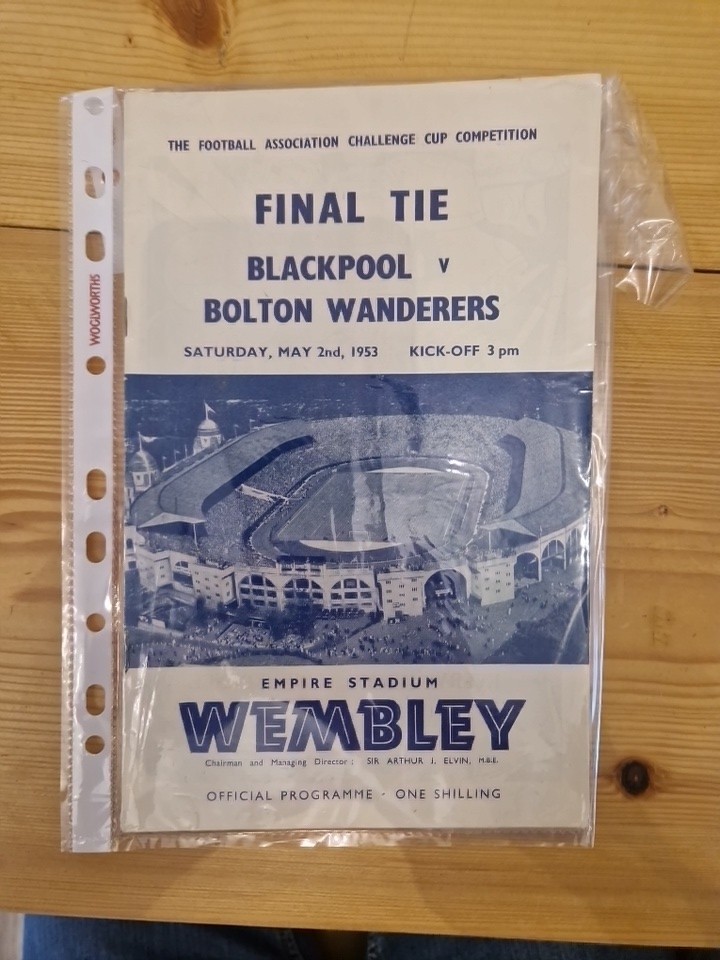 THE FOOTBALL ASSOCIATION CHALLENGE CUP COMPETITION
FINAL TIE
BLACKPOOL v
BOLTON WANDERERS
SATURDAY, MAY 2nd, 1953 KICK-OFF 3 pm
WOOLWORTHS
EMPIRE STADIUM
WEMBLEY
Chairman and Managing Director: SIR ARTHUR J. ELVIN, M.B.E.
OFFICIAL PROGRAMME - ONE SHILLING